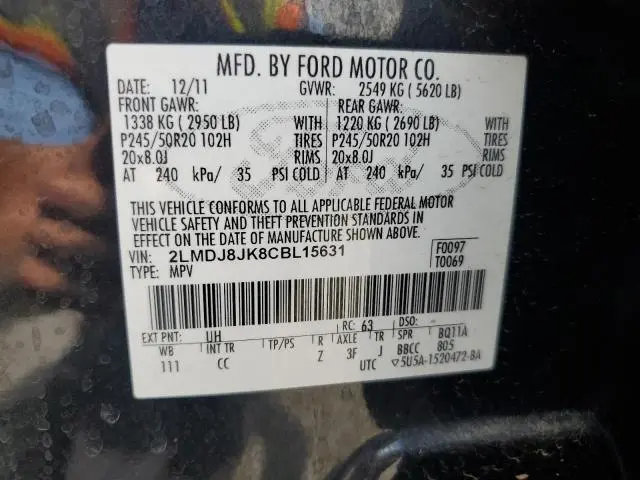 MFD. BY FORD MOTOR CO.
DATE: 12/11 GVWR: 2549 KG ( 5620 LB)
FRONT GAWR: REAR GAWR:
1338 KG ( 2950 LB) WITH 1220 KG ( 2690 LB) WITH
P245/50R20 102H TIRES P245/50R20 102H TIRES
20x8.0J RIMS 20x8.0J RIMS
AT 240 kPa/ 35 PSI COLD AT 240 kPa/ 35 PSI COLD
THIS VEHICLE CONFORMS TO ALL APPLICABLE FEDERAL MOTOR
VEHICLE SAFETY AND THEFT PREVENTION STANDARDS IN
EFFECT ON THE DATE OF MANUFACTURE SHOWN ABOVE.
VIN: 2LMDJ8JK8CBL15631 F0097
TYPE: MPV T0069
EXT PNT: UH RC: 63 DSO: -
WB INT TR TP/PS R AXLE TR SPR BQ11A
111 CC Z 3F J BBCC 805
UTC ▽5U5A-1520472-BA